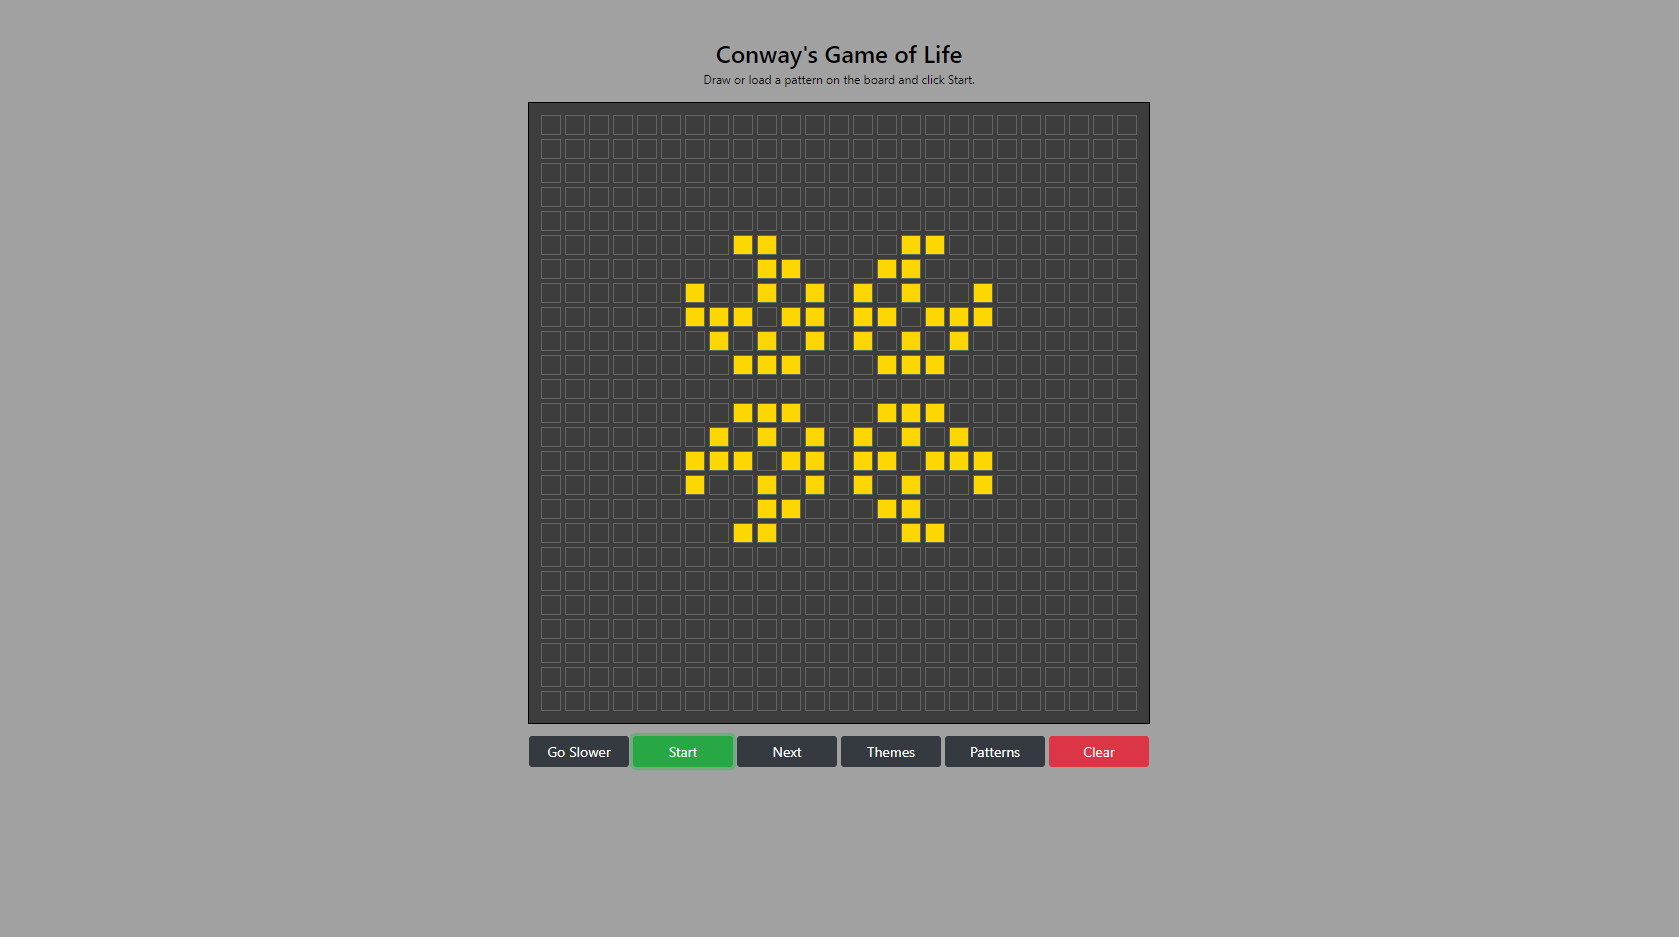 Conway's Game of Life
Draw or load a pattern on the board and click Start.
Go Slower Start Next Themes Patterns Clear